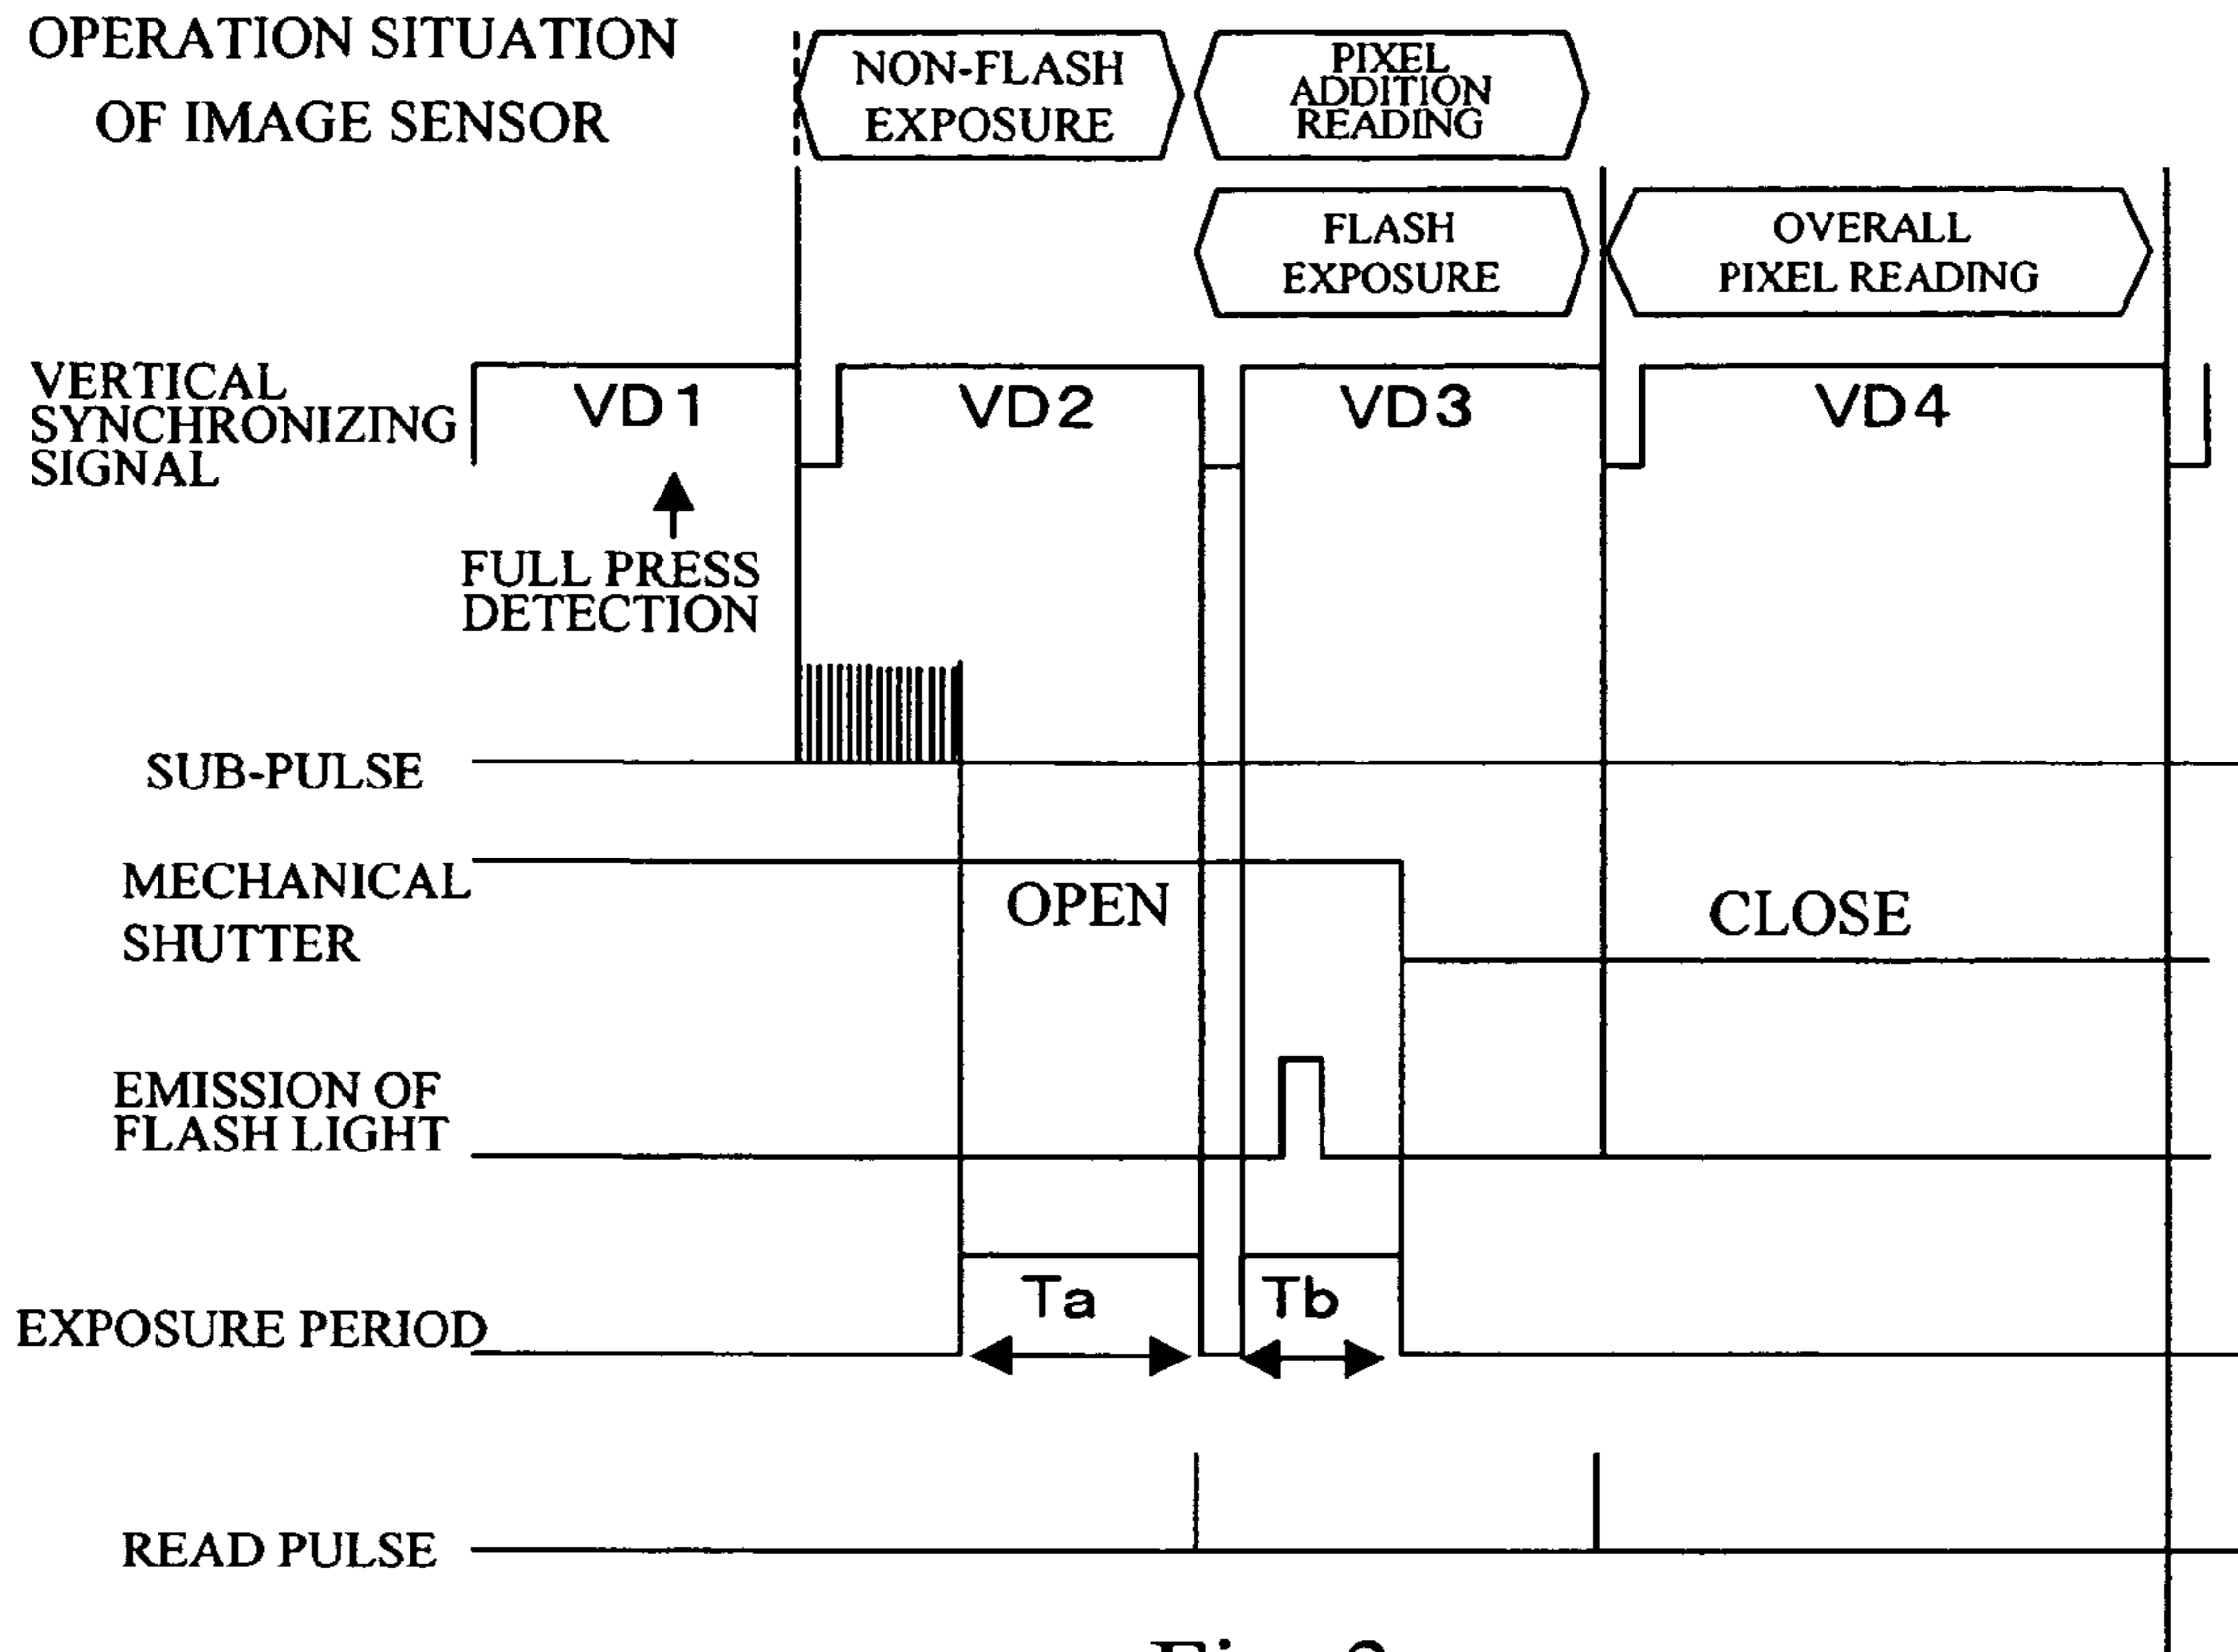 OPERATION SITUATION
OF IMAGE SENSOR
NON-FLASH
EXPOSURE
PIXEL
ADDITION
READING
FLASH
EXPOSURE
OVERALL
PIXEL READING
VERTICAL
SYNCHRONIZING
SIGNAL
VD1
VD2
VD3
VD4
FULL PRESS
DETECTION
SUB-PULSE
MECHANICAL
SHUTTER
OPEN
CLOSE
EMISSION OF
FLASH LIGHT
EXPOSURE PERIOD
Ta
Tb
READ PULSE